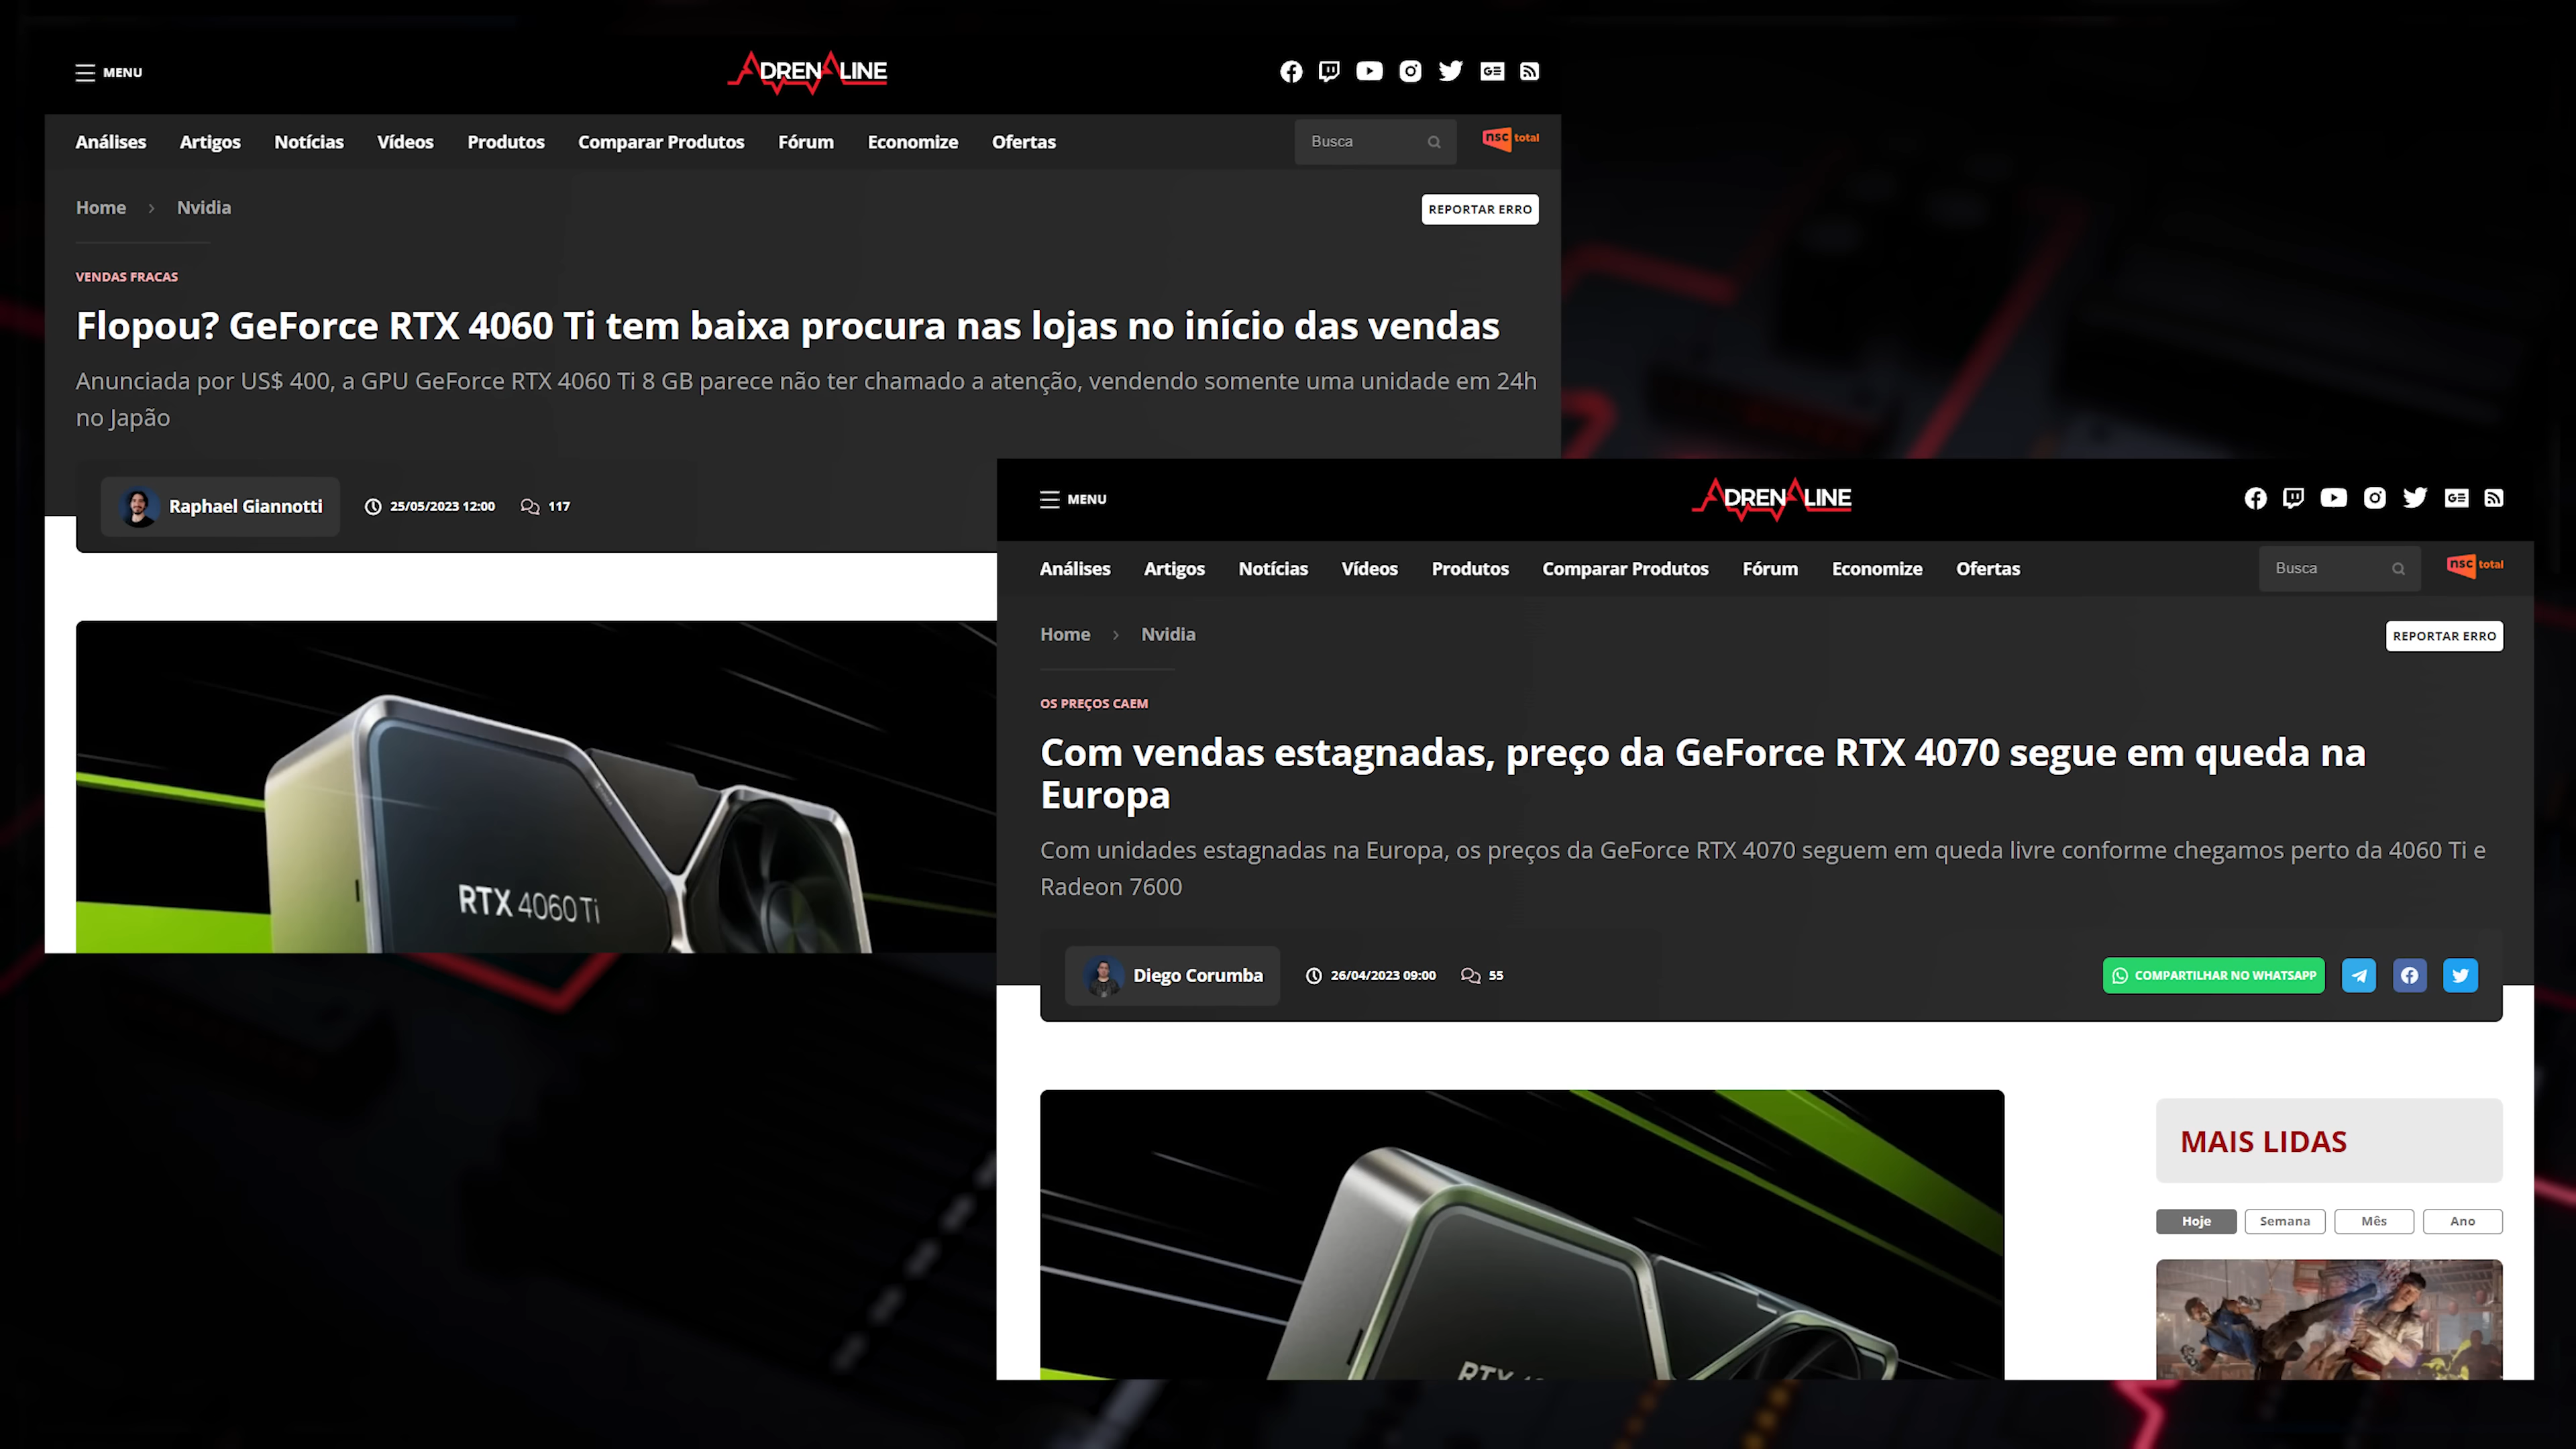 MENU
ADRENALINE
Análises Artigos Notícias Vídeos Produtos Comparar Produtos Fórum Economize Ofertas
Busca
nsc total
Home > Nvidia
REPORTAR ERRO
VENDAS FRACAS
Flopou? GeForce RTX 4060 Ti tem baixa procura nas lojas no início das vendas
Anunciada por US$ 400, a GPU GeForce RTX 4060 Ti 8 GB parece não ter chamado a atenção, vendendo somente uma unidade em 24h
no Japão
Raphael Giannotti 25/05/2023 12:00 117
RTX 4060 Ti
MENU
ADRENALINE
Análises Artigos Notícias Vídeos Produtos Comparar Produtos Fórum Economize Ofertas
Busca
nsc total
Home > Nvidia
REPORTAR ERRO
OS PREÇOS CAEM
Com vendas estagnadas, preço da GeForce RTX 4070 segue em queda na
Europa
Com unidades estagnadas na Europa, os preços da GeForce RTX 4070 seguem em queda livre conforme chegamos perto da 4060 Ti e
Radeon 7600
Diego Corumba 26/04/2023 09:00 55
COMPARTILHAR NO WHATSAPP
MAIS LIDAS
Hoje Semana Mês Ano
RTX